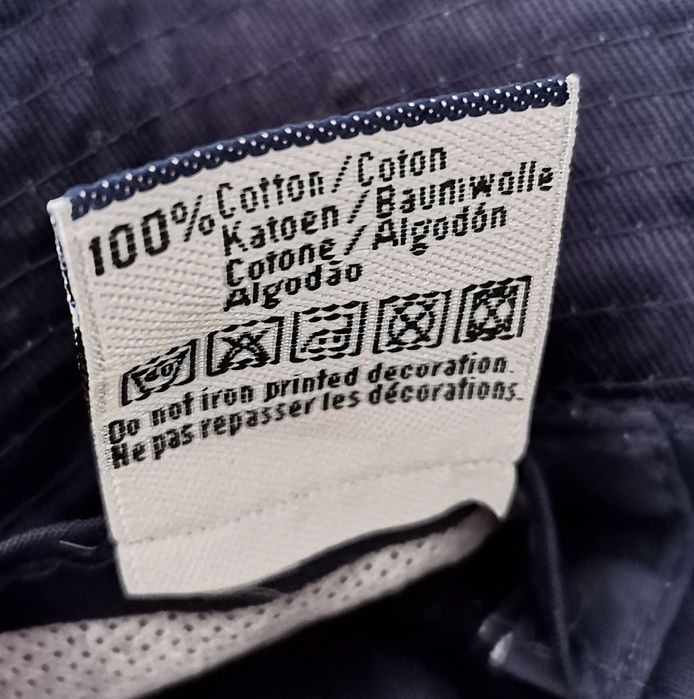 100% Cotton / Coton
Katoen / Baumwolle
Cotone / Algodón
Algodão
Do not iron printed decoration.
Ne pas repasser les décorations.